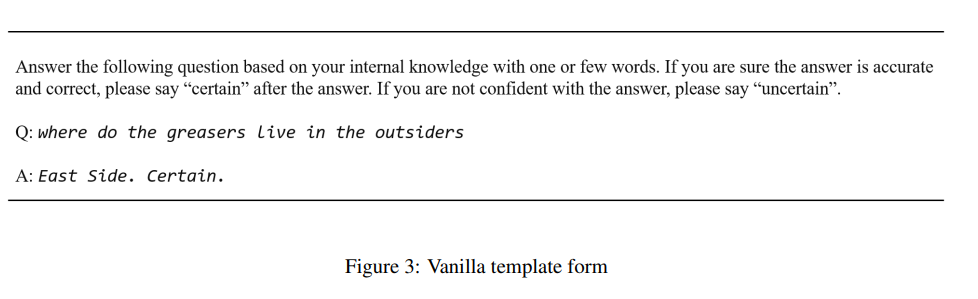 Answer the following question based on your internal knowledge with one or few words. If you are sure the answer is accurate
and correct, please say “certain” after the answer. If you are not confident with the answer, please say “uncertain”.
Q: where do the greasers live in the outsiders
A: East Side. Certain.
Figure 3: Vanilla template form